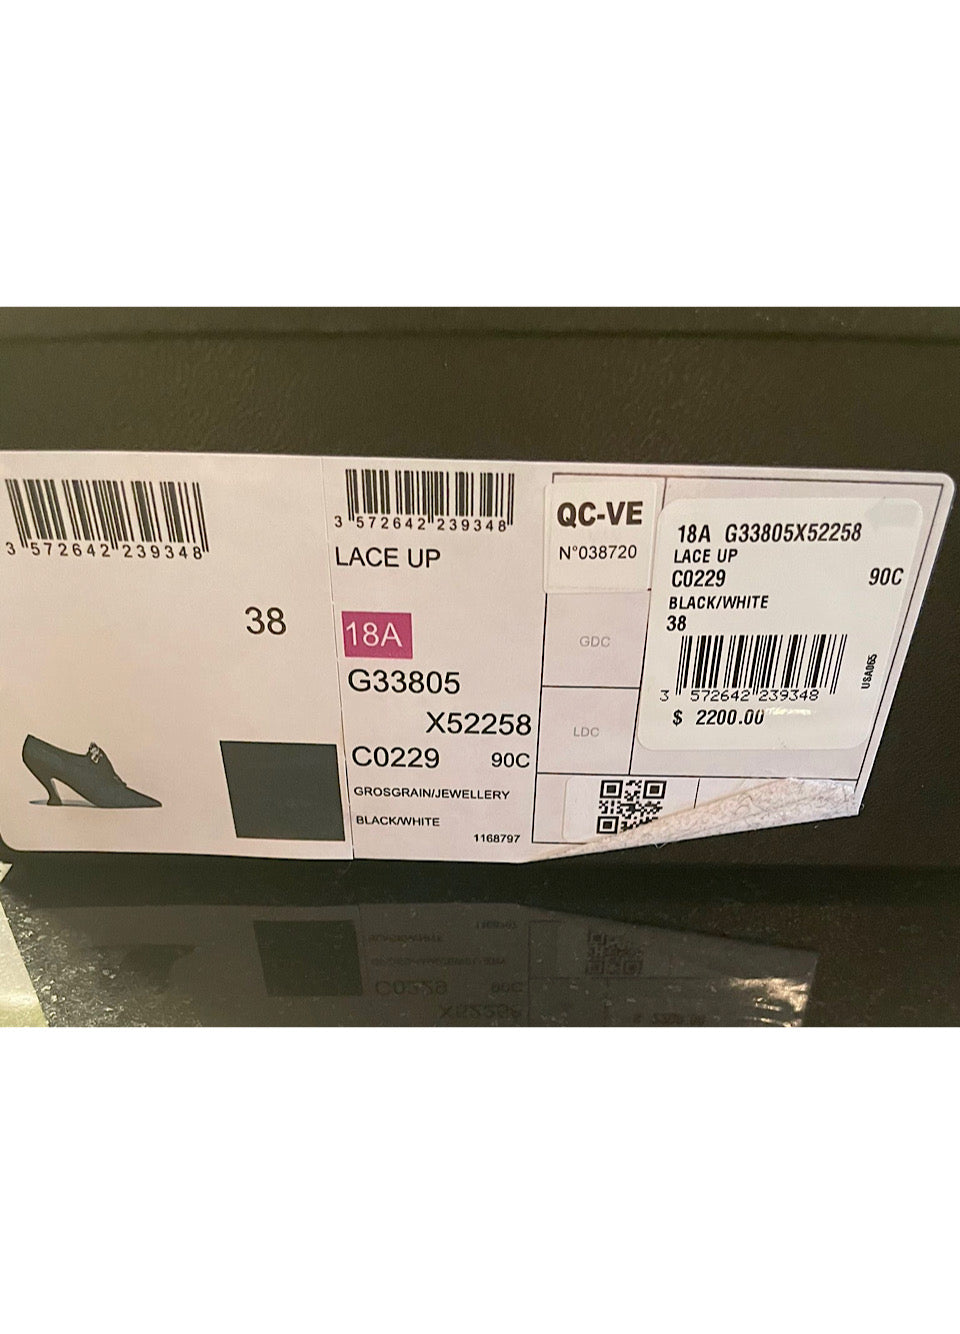 3 572642 239348
38
3 572642 239348
LACE UP
18A
G33805
X52258
C0229 90C
GROSGRAIN/JEWELLERY
BLACK/WHITE
1168797
QC-VE
N°038720
GDC
LDC
18A G33805X52258
LACE UP
C0229 90C
BLACK/WHITE
38
3 572642 239348
USA065
$ 2200.00